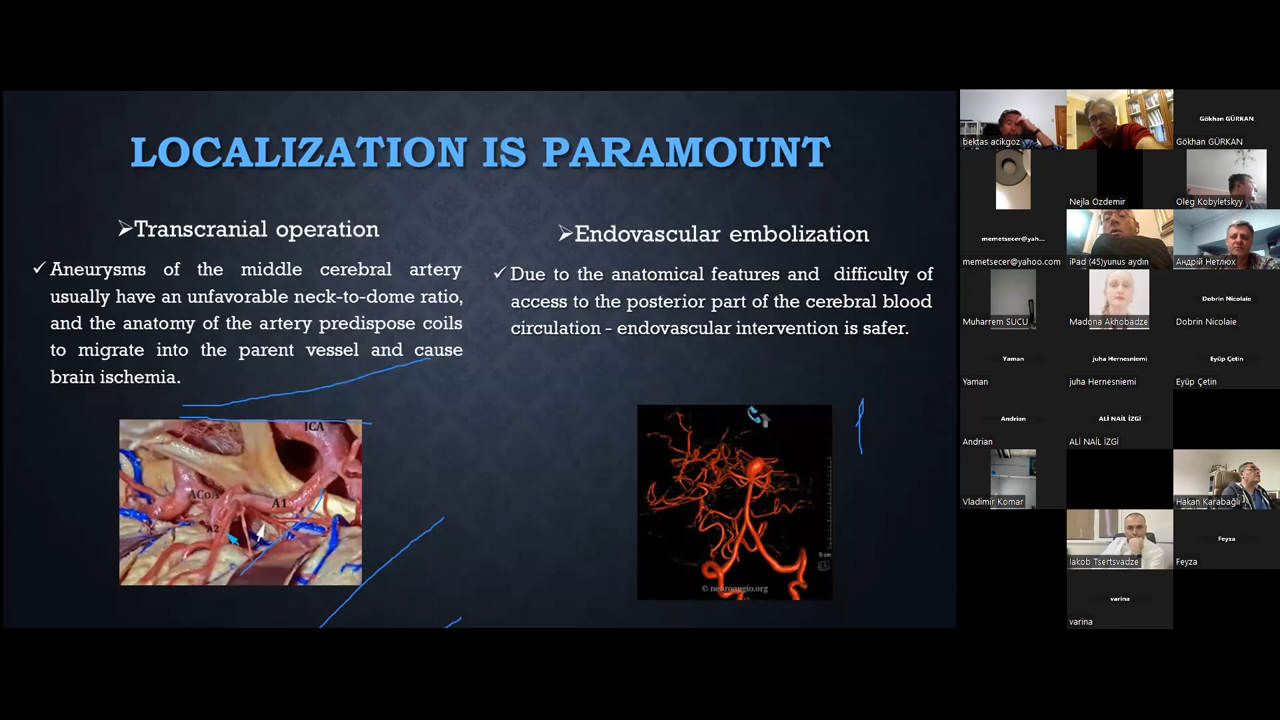 LOCALIZATION IS PARAMOUNT
➢Transcranial operation
✓ Aneurysms of the middle cerebral artery
usually have an unfavorable neck-to-dome ratio,
and the anatomy of the artery predispose coils
to migrate into the parent vessel and cause
brain ischemia.
ICA
ACoA
A1
A2
➢Endovascular embolization
✓ Due to the anatomical features and difficulty of
access to the posterior part of the cerebral blood
circulation - endovascular intervention is safer.
© neuroangio.org
bektas acikgoz
Gökhan GÜRKAN
Gökhan GÜRKAN
Nejla Ozdemir
Oleg Kobyletskyy
memetsecer@yah...
memetsecer@yahoo.com
iPad (45)yunus aydın
Андрій Нетлюх
Muharrem SUCU
Madona Akhobadze
Dobrin Nicolaie
Dobrin Nicolaie
Yaman
Yaman
juha Hernesniemi
juha Hernesniemi
Eyüp Çetin
Eyüp Çetin
Andrian
Andrian
ALİ NAİL İZGİ
ALİ NAİL İZGİ
Vladimir Komar
Hakan Karabağlı
Iakob Tsertsvadze
Feyza
Feyza
varina
varina